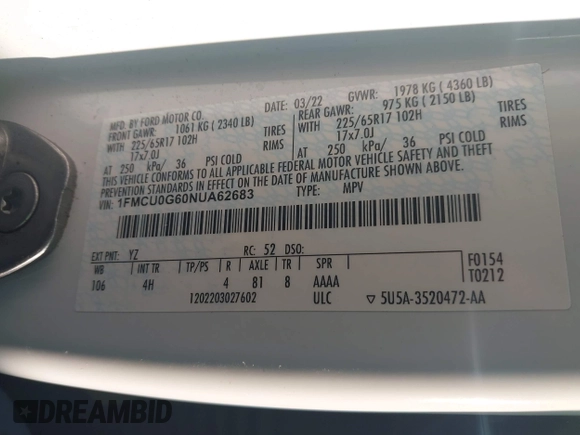 MFD. BY FORD MOTOR CO.
DATE: 03/22 GVWR: 1978 KG ( 4360 LB)
FRONT GAWR: 1061 KG ( 2340 LB) REAR GAWR: 975 KG ( 2150 LB)
WITH 225/65R17 102H TIRES WITH 225/65R17 102H TIRES
17x7.0J RIMS 17x7.0J RIMS
AT 250 kPa/ 36 PSI COLD AT 250 kPa/ 36 PSI COLD
THIS VEHICLE CONFORMS TO ALL APPLICABLE FEDERAL MOTOR VEHICLE SAFETY AND THEFT
PREVENTION STANDARDS IN EFFECT ON THE DATE OF MANUFACTURE SHOWN ABOVE.
VIN: 1FMCU0G60NUA62683 TYPE: MPV
EXT PNT: YZ RC: 52 DSO: F0154
WB INT TR TP/PS R AXLE TR SPR T0212
106 4H 4 81 8 AAAA
1202203027602 ULC ▽ 5U5A-3520472-AA
DREAMBID